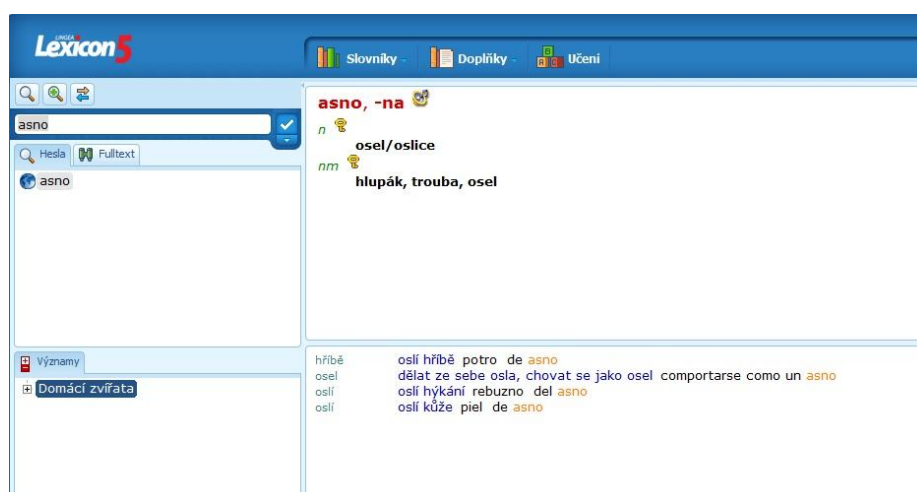 LINGEA
Lexicon5
Slovníky
Doplňky
Učení
asno
Hesla
Fulltext
asno
asno, -na
n
osel/oslice
nm
hlupák, trouba, osel
Významy
Domácí zvířata
hříbě oslí hříbě potro de asno
osel dělat ze sebe osla, chovat se jako osel comportarse como un asno
oslí oslí hýkání rebuzno del asno
oslí oslí kůže piel de asno